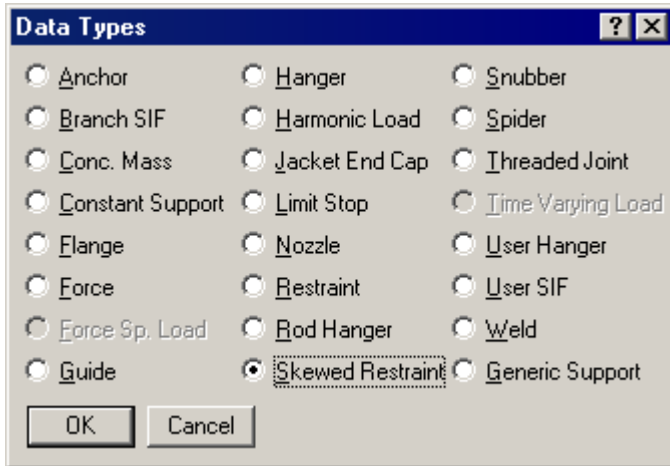 Data Types
Anchor Hanger Snubber
Branch SIF Harmonic Load Spider
Conc. Mass Jacket End Cap Threaded Joint
Constant Support Limit Stop Time Varying Load
Flange Nozzle User Hanger
Force Restraint User SIF
Force Sp. Load Rod Hanger Weld
Guide Skewed Restraint Generic Support
OK Cancel